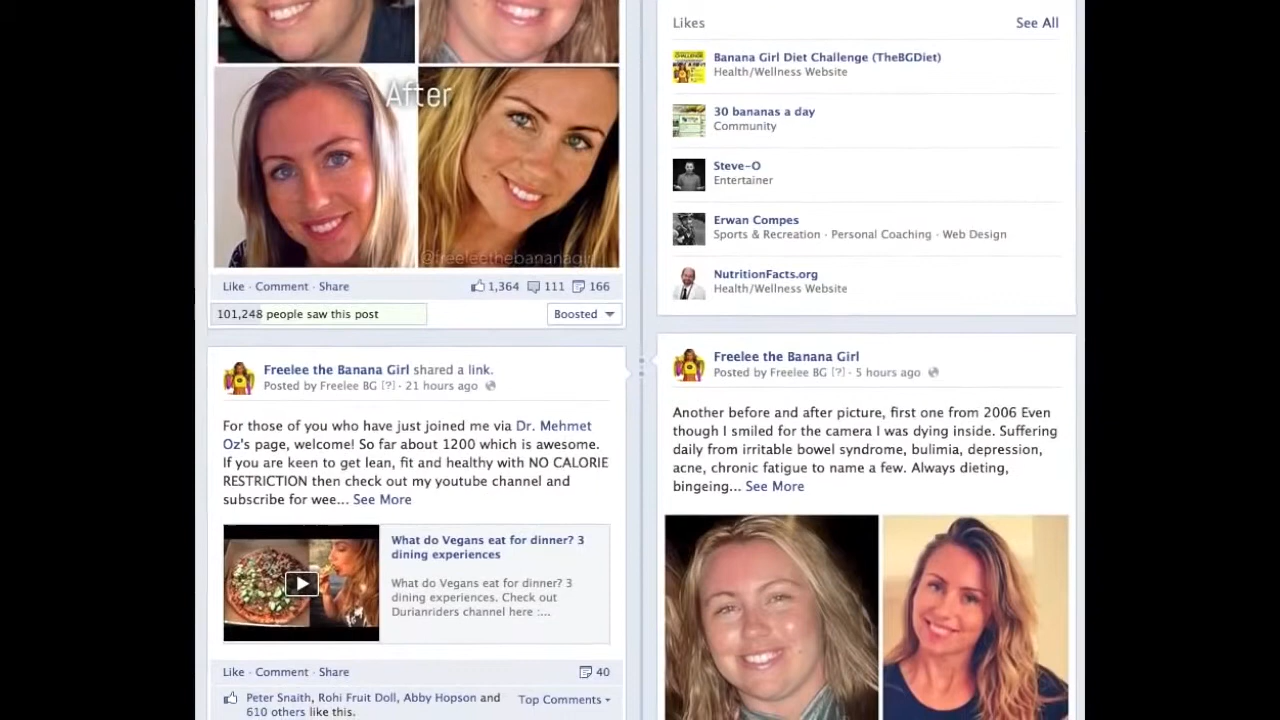 After
@freeleethebananagirl
Like · Comment · Share
1,364 111 166
101,248 people saw this post
Boosted
Freelee the Banana Girl shared a link.
Posted by Freelee BG [?] · 21 hours ago
For those of you who have just joined me via Dr. Mehmet
Oz's page, welcome! So far about 1200 which is awesome.
If you are keen to get lean, fit and healthy with NO CALORIE
RESTRICTION then check out my youtube channel and
subscribe for wee... See More
What do Vegans eat for dinner? 3
dining experiences
What do Vegans eat for dinner? 3
dining experiences. Check out
Durianriders channel here :...
Like · Comment · Share
40
Peter Snaith, Rohi Fruit Doll, Abby Hopson and
610 others like this.
Top Comments
Likes
See All
Banana Girl Diet Challenge (TheBGDiet)
Health/Wellness Website
30 bananas a day
Community
Steve-O
Entertainer
Erwan Compes
Sports & Recreation · Personal Coaching · Web Design
NutritionFacts.org
Health/Wellness Website
Freelee the Banana Girl
Posted by Freelee BG [?] · 5 hours ago
Another before and after picture, first one from 2006 Even
though I smiled for the camera I was dying inside. Suffering
daily from irritable bowel syndrome, bulimia, depression,
acne, chronic fatigue to name a few. Always dieting,
bingeing... See More